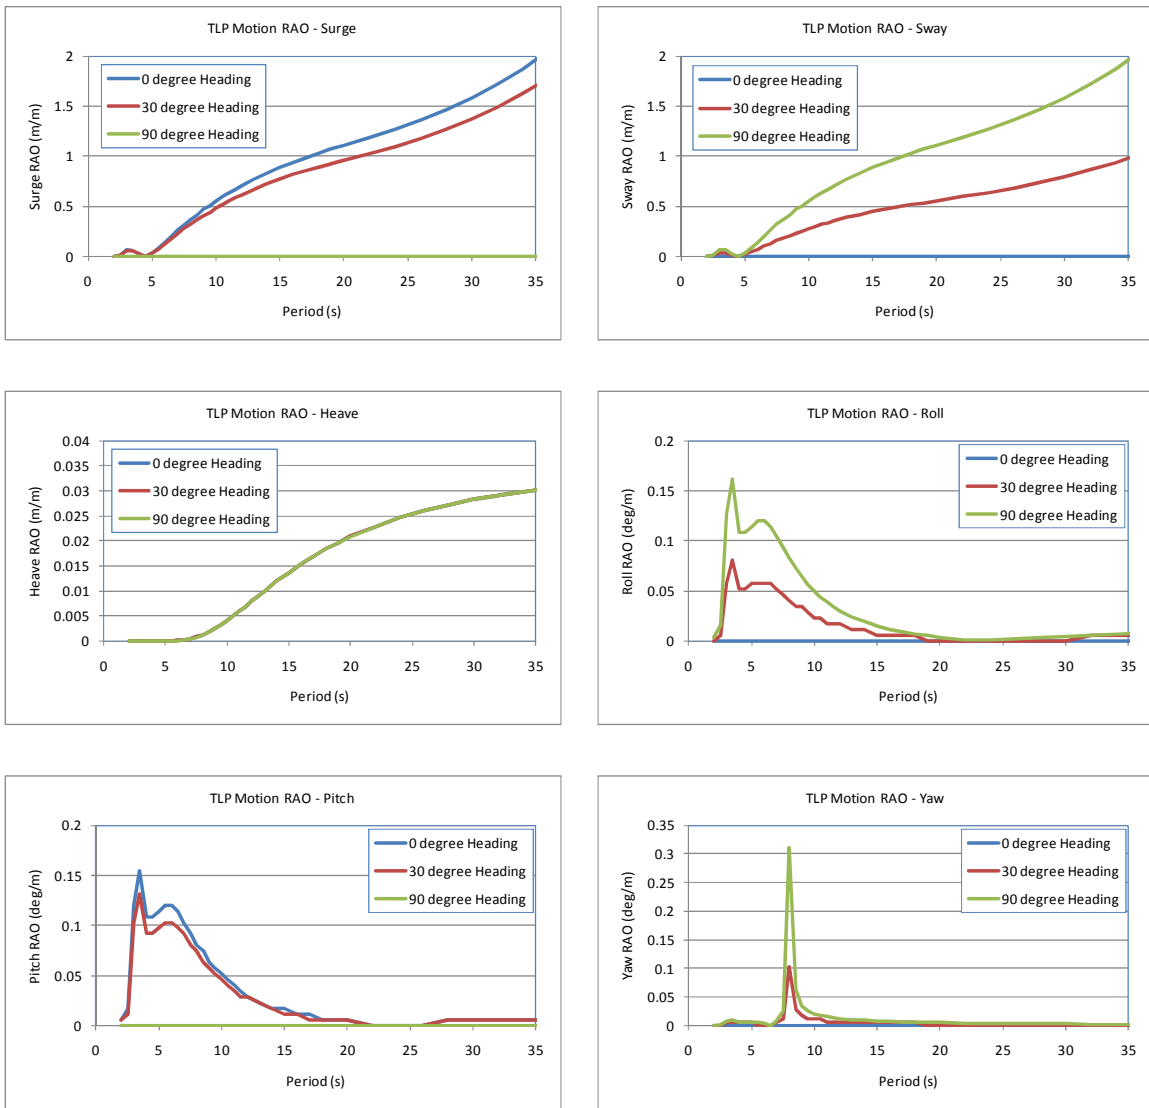 TLP Motion RAO - Surge
Surge RAO (m/m)
2
1.5
1
0.5
0
0 degree Heading
30 degree Heading
90 degree Heading
0 5 10 15 20 25 30 35
Period (s)
TLP Motion RAO - Sway
Sway RAO (m/m)
2
1.5
1
0.5
0
0 degree Heading
30 degree Heading
90 degree Heading
0 5 10 15 20 25 30 35
Period (s)
TLP Motion RAO - Heave
Heave RAO (m/m)
0.04
0.035
0.03
0.025
0.02
0.015
0.01
0.005
0
0 degree Heading
30 degree Heading
90 degree Heading
0 5 10 15 20 25 30 35
Period (s)
TLP Motion RAO - Roll
Roll RAO (deg/m)
0.2
0.15
0.1
0.05
0
0 degree Heading
30 degree Heading
90 degree Heading
0 5 10 15 20 25 30 35
Period (s)
TLP Motion RAO - Pitch
Pitch RAO (deg/m)
0.2
0.15
0.1
0.05
0
0 degree Heading
30 degree Heading
90 degree Heading
0 5 10 15 20 25 30 35
Period (s)
TLP Motion RAO - Yaw
Yaw RAO (deg/m)
0.35
0.3
0.25
0.2
0.15
0.1
0.05
0
0 degree Heading
30 degree Heading
90 degree Heading
0 5 10 15 20 25 30 35
Period (s)